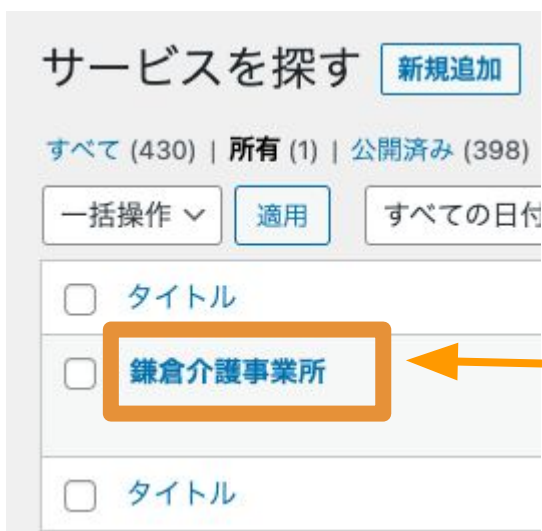 サービスを探す 新規追加
すべて (430) | 所有 (1) | 公開済み (398)
一括操作 適用 すべての日付
タイトル
鎌倉介護事業所
タイトル